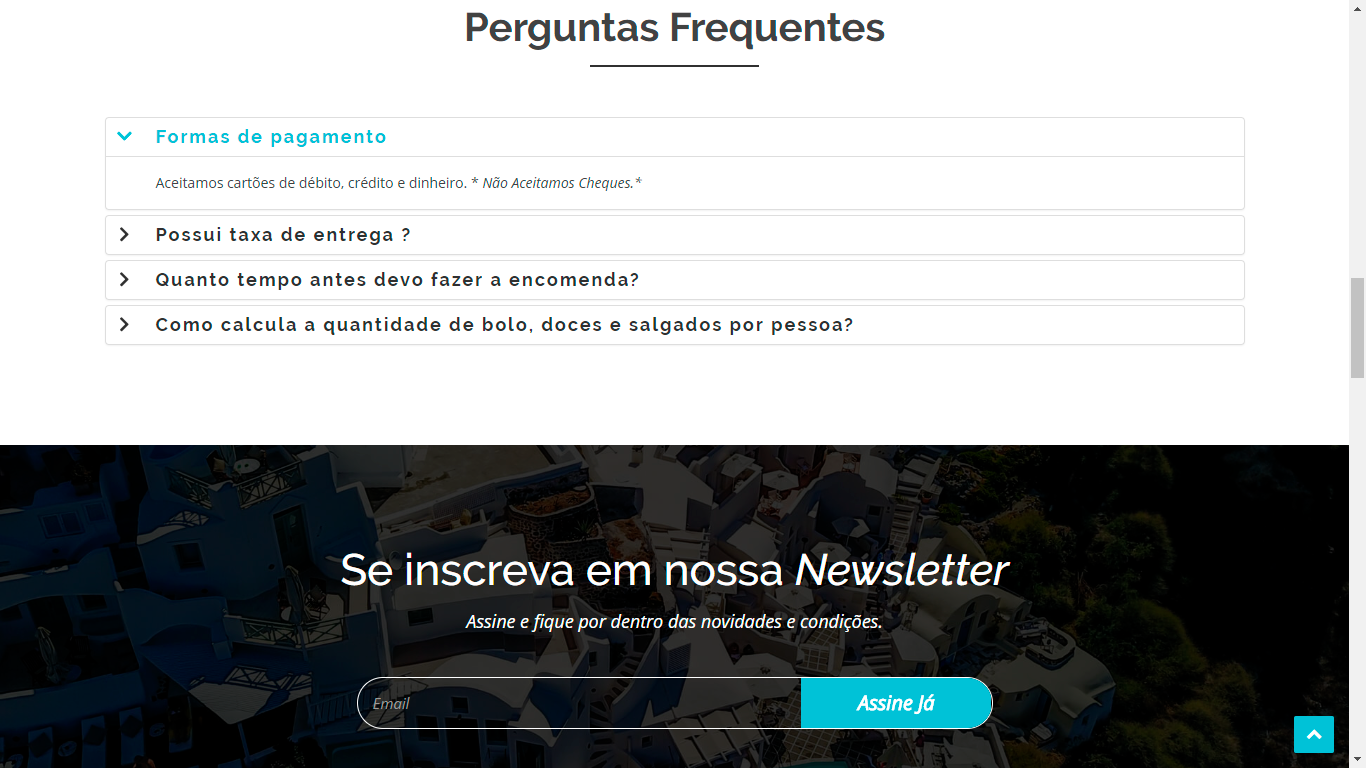 Perguntas Frequentes
Formas de pagamento
Aceitamos cartões de débito, crédito e dinheiro. * Não Aceitamos Cheques.*
Possui taxa de entrega ?
Quanto tempo antes devo fazer a encomenda?
Como calcula a quantidade de bolo, doces e salgados por pessoa?
Se inscreva em nossa Newsletter
Assine e fique por dentro das novidades e condições.
Email
Assine Já